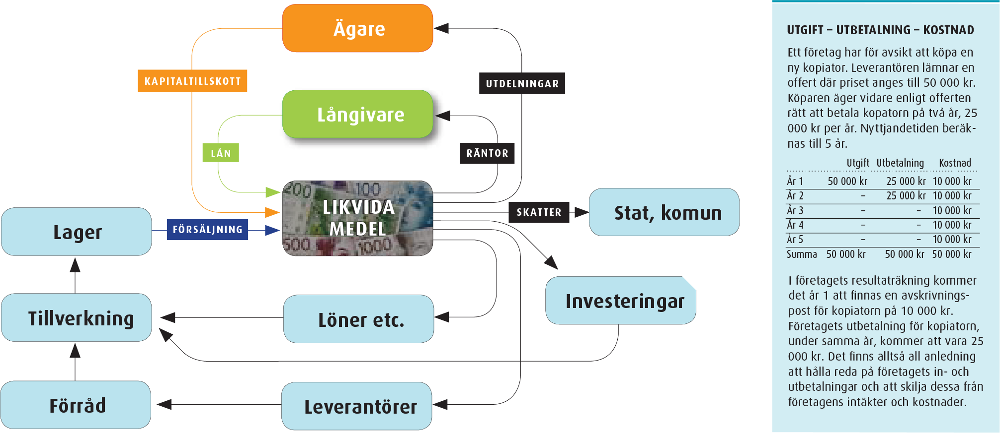 Ägare
KAPITALTILLSKOTT
UTDELNINGAR
Långivare
LÅN
RÄNTOR
200
100
LIKVIDA
MEDEL
500
1000
SKATTER
Stat, komun
Lager
FÖRSÄLJNING
Tillverkning
Löner etc.
Investeringar
Förråd
Leverantörer
UTGIFT – UTBETALNING – KOSTNAD
Ett företag har för avsikt att köpa en
ny kopiator. Leverantören lämnar en
offert där priset anges till 50 000 kr.
Köparen äger vidare enligt offerten
rätt att betala kopatorn på två år, 25
000 kr per år. Nyttjandetiden beräk-
nas till 5 år.
Utgift Utbetalning Kostnad
År 1 50 000 kr 25 000 kr 10 000 kr
År 2 – 25 000 kr 10 000 kr
År 3 – – 10 000 kr
År 4 – – 10 000 kr
År 5 – – 10 000 kr
Summa 50 000 kr 50 000 kr 50 000 kr
I företagets resultaträkning kommer
det år 1 att finnas en avskrivnings-
post för kopiatorn på 10 000 kr.
Företagets utbetalning för kopiatorn,
under samma år, kommer att vara 25
000 kr. Det finns alltså all anledning
att hålla reda på företagets in- och
utbetalningar och att skilja dessa från
företagens intäkter och kostnader.